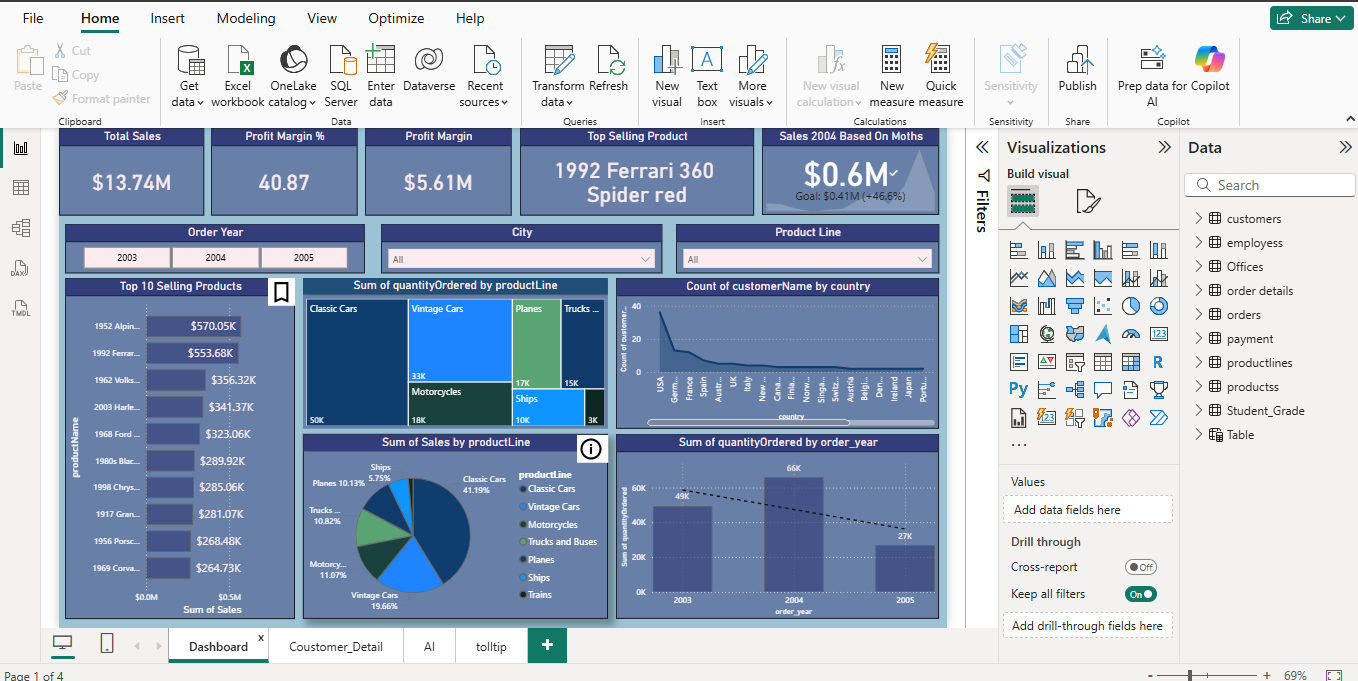 File Home Insert Modeling View Optimize Help Share
Paste
Cut
Copy
Format painter
Clipboard
Get data
Excel workbook
OneLake catalog
SQL Server
Enter data
Dataverse
Recent sources
Data
Transform data
Refresh
Queries
New visual
Text box
More visuals
Insert
New visual calculation
New measure
Quick measure
Calculations
Sensitivity
Sensitivity
Publish
Share
Prep data for AI
Copilot
Copilot
DAX
TMDL
Total Sales
$13.74M
Profit Margin %
40.87
Profit Margin
$5.61M
Top Selling Product
1992 Ferrari 360
Spider red
Sales 2004 Based On Moths
$0.6M
Goal: $0.41M (+46.6%)
Order Year
2003 2004 2005
City
All
Product Line
All
Top 10 Selling Products
productName
1952 Alpin... $570.05K
1992 Ferrar... $553.68K
1962 Volks... $356.32K
2003 Harle... $341.37K
1968 Ford ... $323.06K
1980s Blac... $289.92K
1998 Chrys... $285.06K
1917 Gran... $281.07K
1956 Porsc... $268.48K
1969 Corva... $264.73K
$0.0M $0.5M
Sum of Sales
Sum of quantityOrdered by productLine
Classic Cars
50K
Vintage Cars
33K
Motorcycles
18K
Planes
17K
Trucks ...
15K
Ships
10K
3K
Count of customerName by country
Count of customer...
40
20
0
USA
Germ...
France
Spain
Austr...
UK
Italy
New ...
Cana...
Finla...
Norw...
Singa...
Switz...
Austria
Belgi...
Den...
Ireland
Japan
Portu...
country
Sum of Sales by productLine
Ships
5.75%
Planes 10.13%
Trucks ...
10.82%
Motorcy...
11.07%
Vintage Cars
19.66%
Classic Cars
41.19%
productLine
Classic Cars
Vintage Cars
Motorcycles
Trucks and Buses
Planes
Ships
Trains
Sum of quantityOrdered by order_year
Sum of quantityOrdered
60K
40K
20K
0K
49K
66K
27K
2003 2004 2005
order_year
Filters
Visualizations
Build visual
123
R
Py
123
...
Values
Add data fields here
Drill through
Cross-report Off
Keep all filters On
Add drill-through fields here
Data
Search
customers
employess
Offices
order details
orders
payment
productlines
productss
Student_Grade
Table
Dashboard x
Coustomer_Detail
AI
tolltip
+
Page 1 of 4
- + 69%